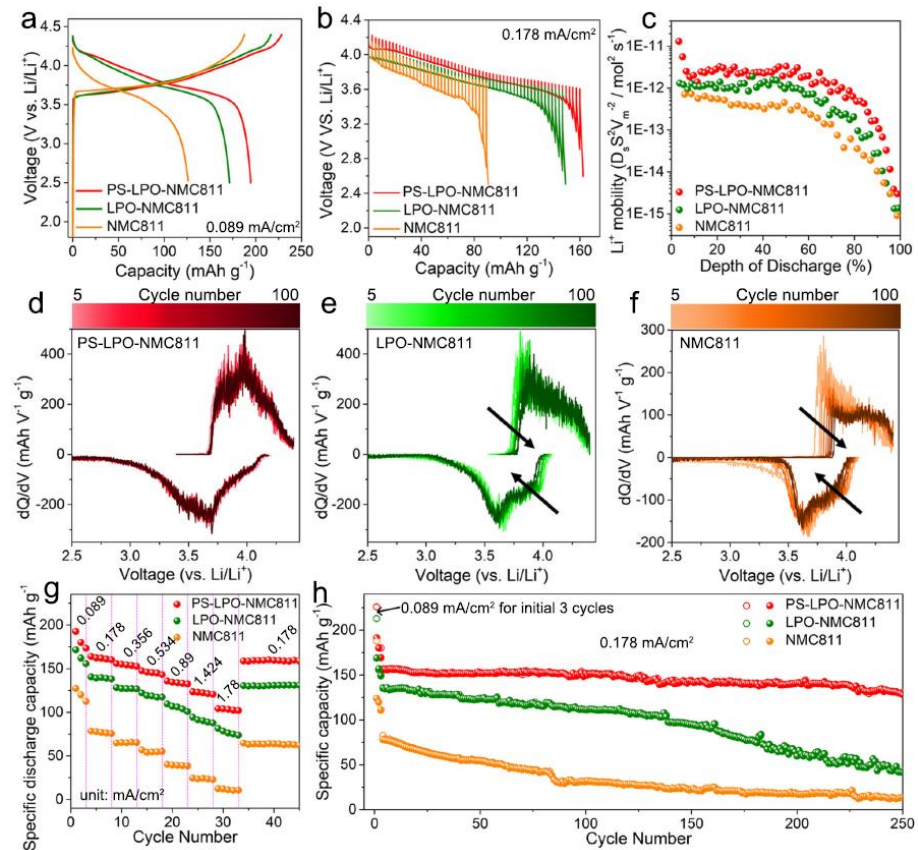 a
Voltage (V vs. Li/Li⁺)
4.5
4.0
3.5
3.0
2.5
2.0
PS-LPO-NMC811
LPO-NMC811
NMC811
0.089 mA/cm²
0 50 100 150 200 250
Capacity (mAh g⁻¹)
b
Voltage (V VS. Li/Li⁺)
4.8
4.4
4.0
3.6
3.2
2.8
2.4
2.0
0.178 mA/cm²
PS-LPO-NMC811
LPO-NMC811
NMC811
0 40 80 120 160
Capacity (mAh g⁻¹)
c
Li⁺ mobility (DₛS²Vₘ⁻² / mol² s⁻¹)
1E-11
1E-12
1E-13
1E-14
1E-15
PS-LPO-NMC811
LPO-NMC811
NMC811
0 20 40 60 80 100
Depth of Discharge (%)
d
5 Cycle number 100
PS-LPO-NMC811
dQ/dV (mAh V⁻¹ g⁻¹)
400
200
0
-200
2.5 3.0 3.5 4.0
Voltage (vs. Li/Li⁺)
e
5 Cycle number 100
LPO-NMC811
dQ/dV (mAh V⁻¹ g⁻¹)
400
200
0
-200
2.5 3.0 3.5 4.0
Voltage (vs. Li/Li⁺)
f
5 Cycle number 100
NMC811
dQ/dV (mAh V⁻¹ g⁻¹)
300
200
100
0
-100
-200
2.5 3.0 3.5 4.0
Voltage (vs. Li/Li⁺)
g
Specific discharge capacity (mAh g⁻¹)
200
150
100
50
0
PS-LPO-NMC811
LPO-NMC811
NMC811
0.089
0.178
0.356
0.534
0.89
1.424
1.78
0.178
unit: mA/cm²
0 10 20 30 40
Cycle Number
h
Specific capacity (mAh g⁻¹)
250
200
150
100
50
0
0.089 mA/cm² for initial 3 cycles
0.178 mA/cm²
PS-LPO-NMC811
LPO-NMC811
NMC811
0 50 100 150 200 250
Cycle Number